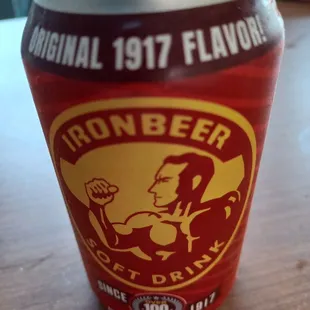 ORIGINAL 1917 FLAVOR!
IRONBEER
SOFT DRINK
SINCE 1917
100